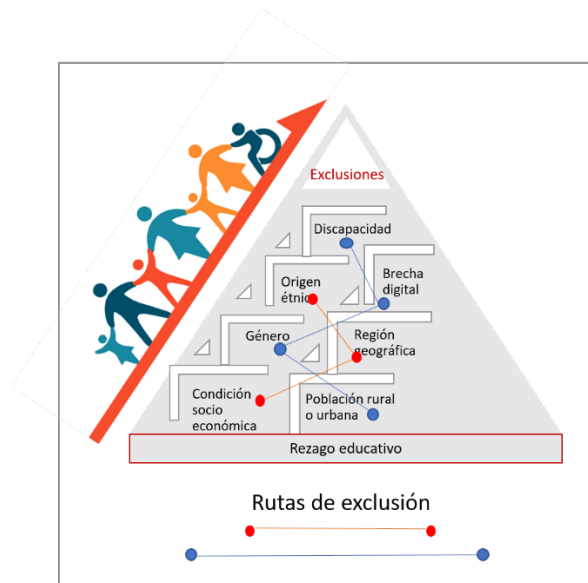 Exclusiones
Discapacidad
Origen
étnico
Brecha
digital
Género
Región
geográfica
Condición
socio
económica
Población rural
o urbana
Rezago educativo
Rutas de exclusión